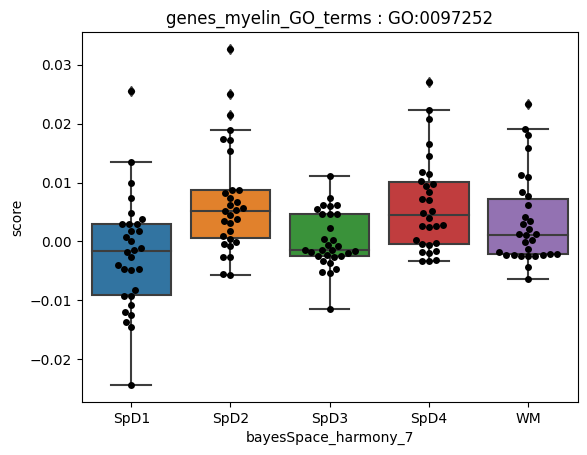 genes_myelin_GO_terms : GO:0097252
score
0.03
0.02
0.01
0.00
−0.01
−0.02
SpD1 SpD2 SpD3 SpD4 WM
bayesSpace_harmony_7